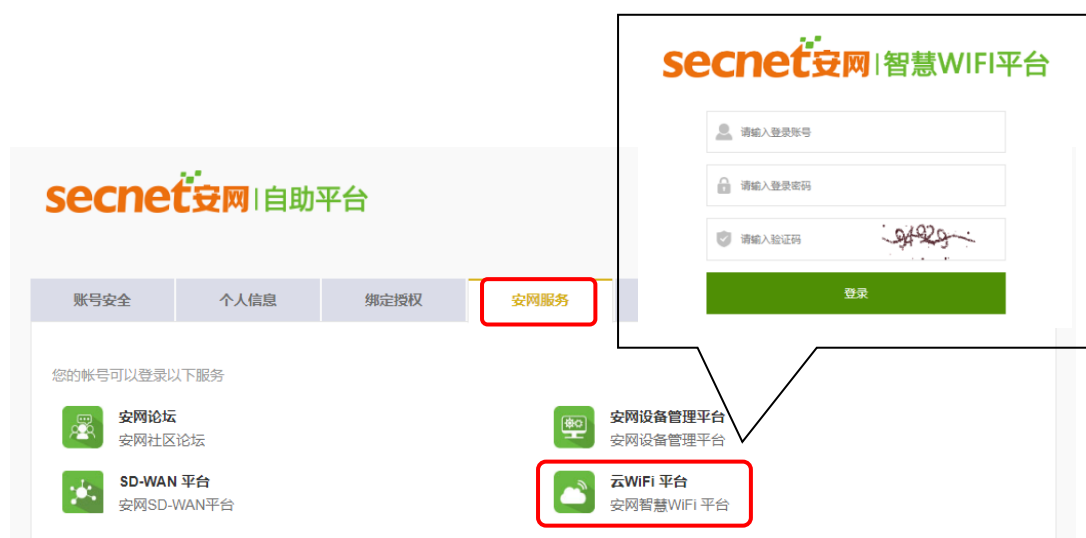 secnet安网|智慧WIFI平台
请输入登录账号
请输入登录密码
请输入验证码
登录
secnet安网|自助平台
账号安全 个人信息 绑定授权 安网服务
您的帐号可以登录以下服务
安网论坛
安网社区论坛
安网设备管理平台
安网设备管理平台
SD-WAN 平台
安网SD-WAN平台
云WiFi 平台
安网智慧WiFi 平台